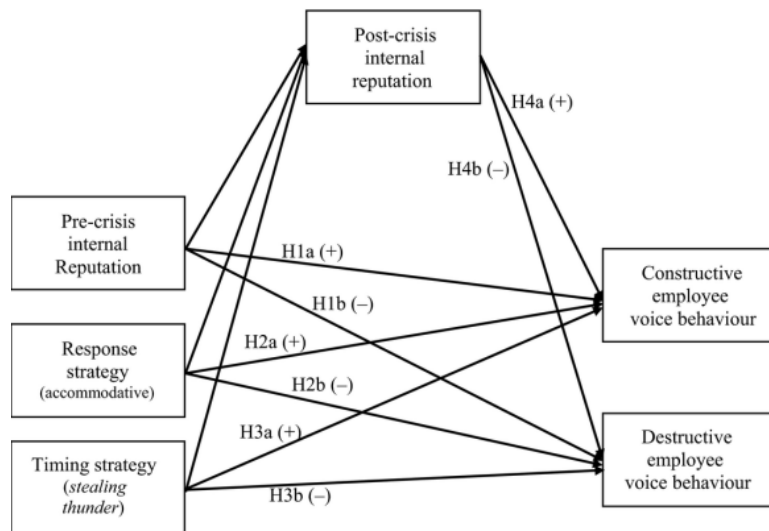 Post-crisis
internal
reputation
H4a (+)
H4b (–)
Pre-crisis
internal
Reputation
H1a (+)
H1b (–)
Constructive
employee
voice behaviour
Response
strategy
(accommodative)
H2a (+)
H2b (–)
H3a (+)
Timing strategy
(stealing
thunder)
H3b (–)
Destructive
employee
voice behaviour